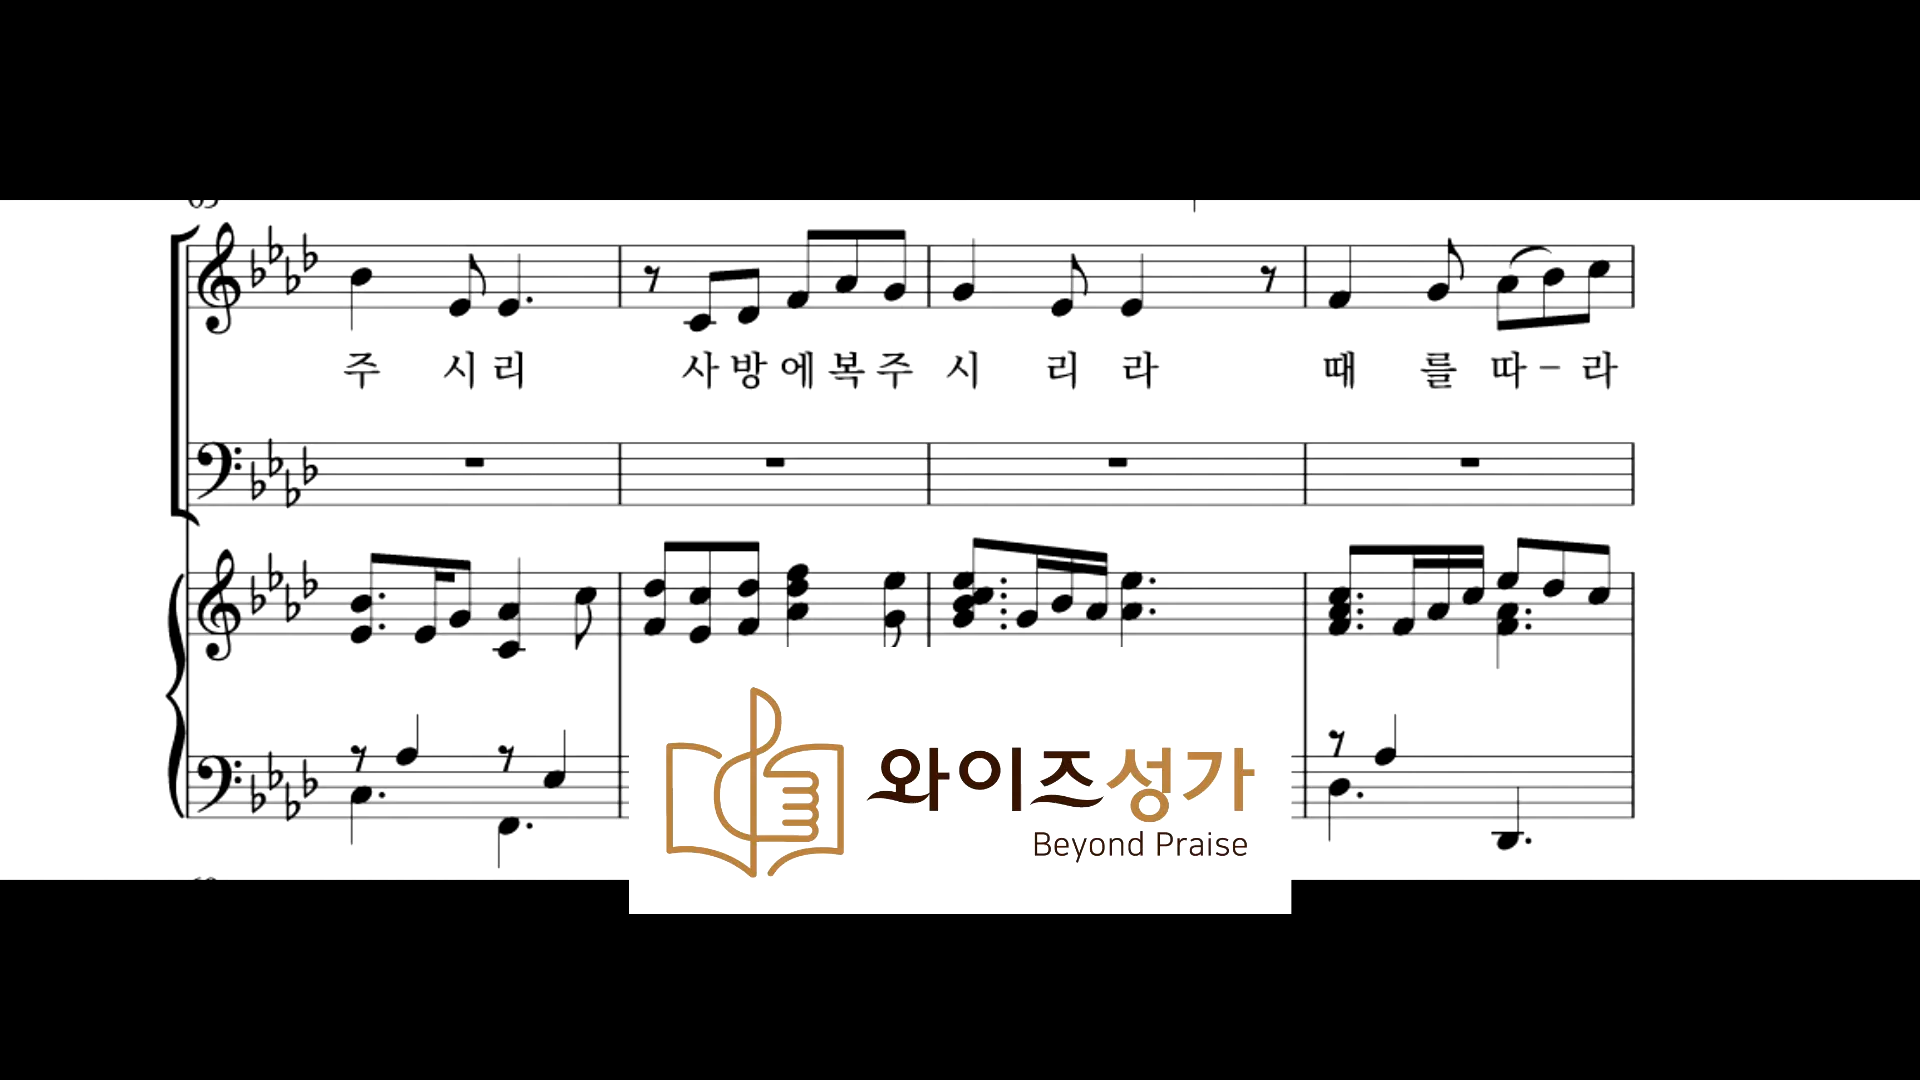 주 시 리 사 방 에 복 주 시 리 라 때 를 따 - 라
와이즈성가
Beyond Praise